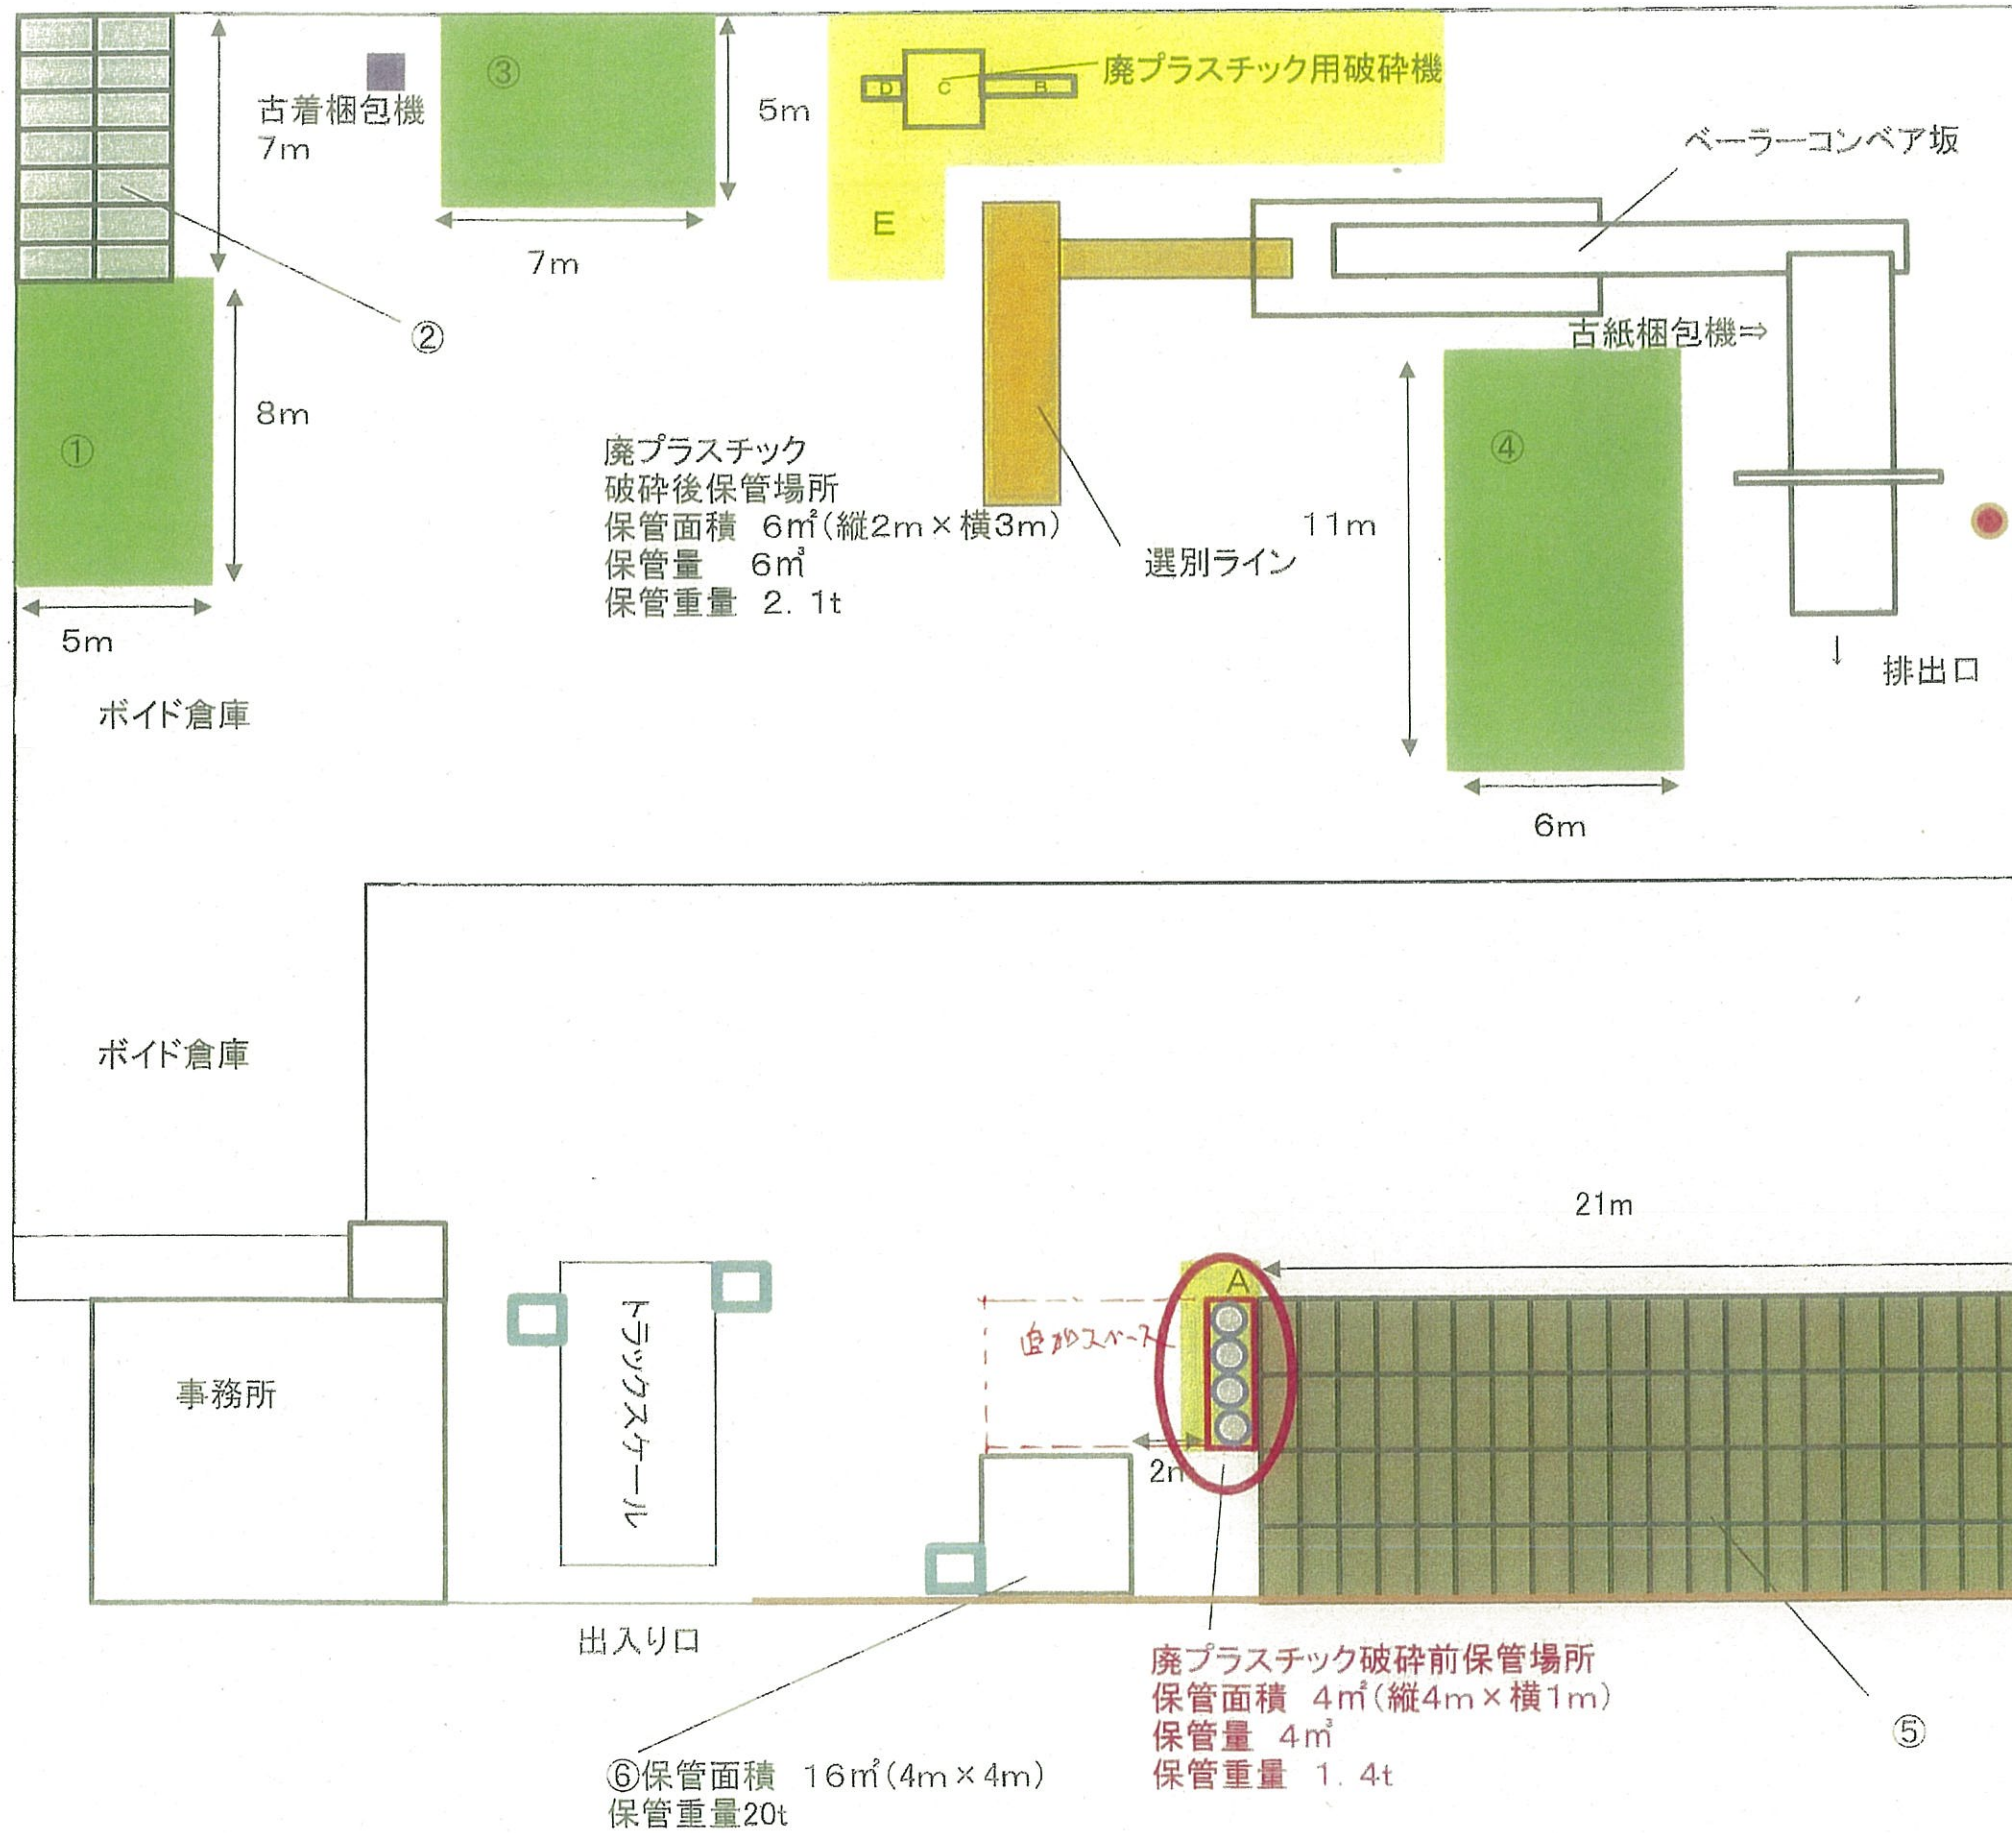 ③
D
C
B
廃プラスチック用破砕機
古着梱包機
7m
5m
ベーラーコンベア坂
E
7m
②
古紙梱包機⇒
8m
①
④
廃プラスチック
破砕後保管場所
保管面積 6㎡(縦2m×横3m)
保管量 6㎥
保管重量 2.1t
11m
選別ライン
5m
排出口
↓
ボイド倉庫
6m
ボイド倉庫
21m
A
トラックスケール
スペース
事務所
2m
出入り口
廃プラスチック破砕前保管場所
保管面積 4㎡(縦4m×横1m)
保管量 4㎥
保管重量 1.4t
⑤
⑥保管面積 16㎡(4m×4m)
保管重量20t